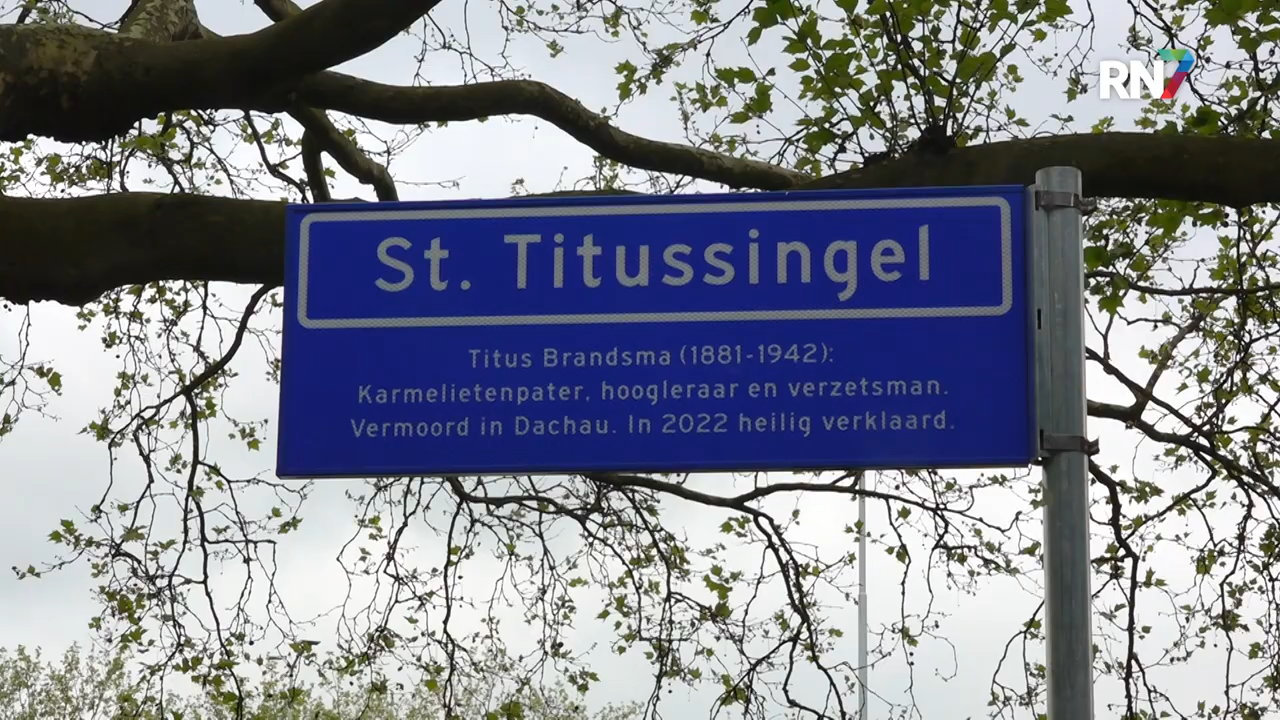 RN7
St. Titussingel
Titus Brandsma (1881-1942):
Karmelietenpater, hoogleraar en verzetsman.
Vermoord in Dachau. In 2022 heilig verklaard.